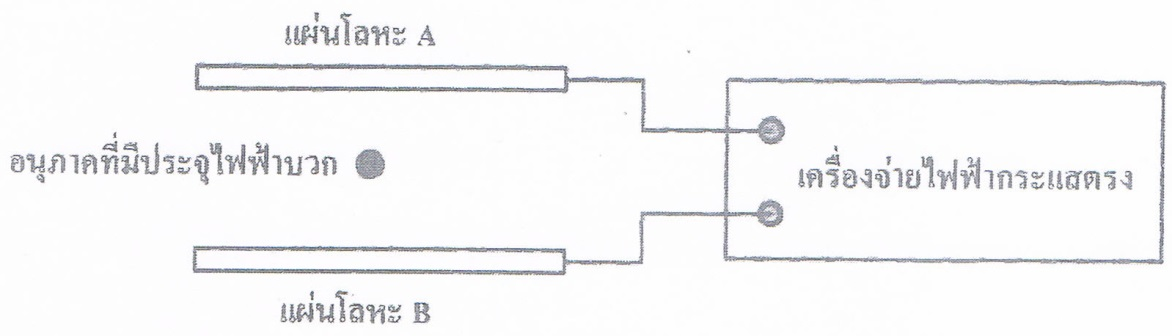 แผ่นโลหะ A
อนุภาคที่มีประจุไฟฟ้าบวก
เครื่องจ่ายไฟฟ้ากระแสตรง
แผ่นโลหะ B